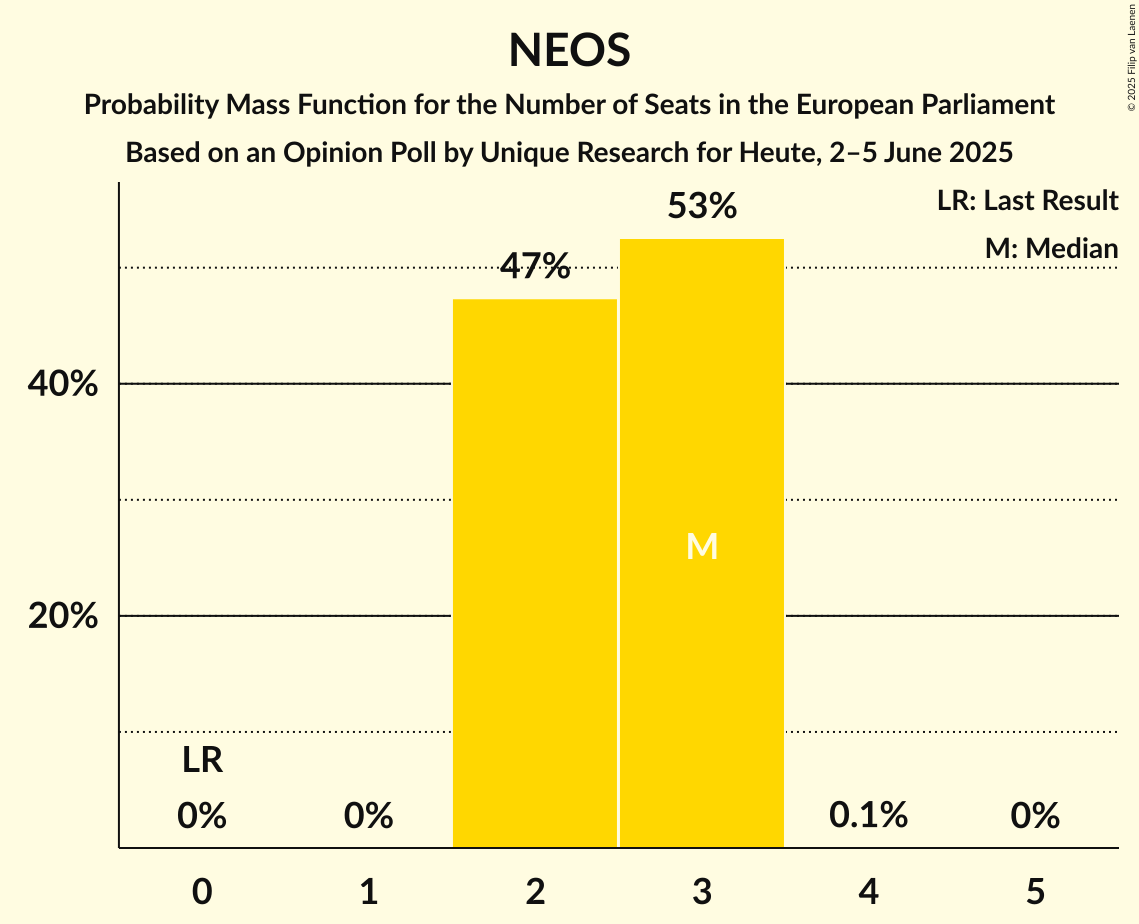 NEOS
Probability Mass Function for the Number of Seats in the European Parliament
Based on an Opinion Poll by Unique Research for Heute, 2–5 June 2025
© 2025 Filip van Laenen
LR: Last Result
M: Median
53%
47%
40%
20%
M
LR
0%
0%
0.1%
0%
0
1
2
3
4
5